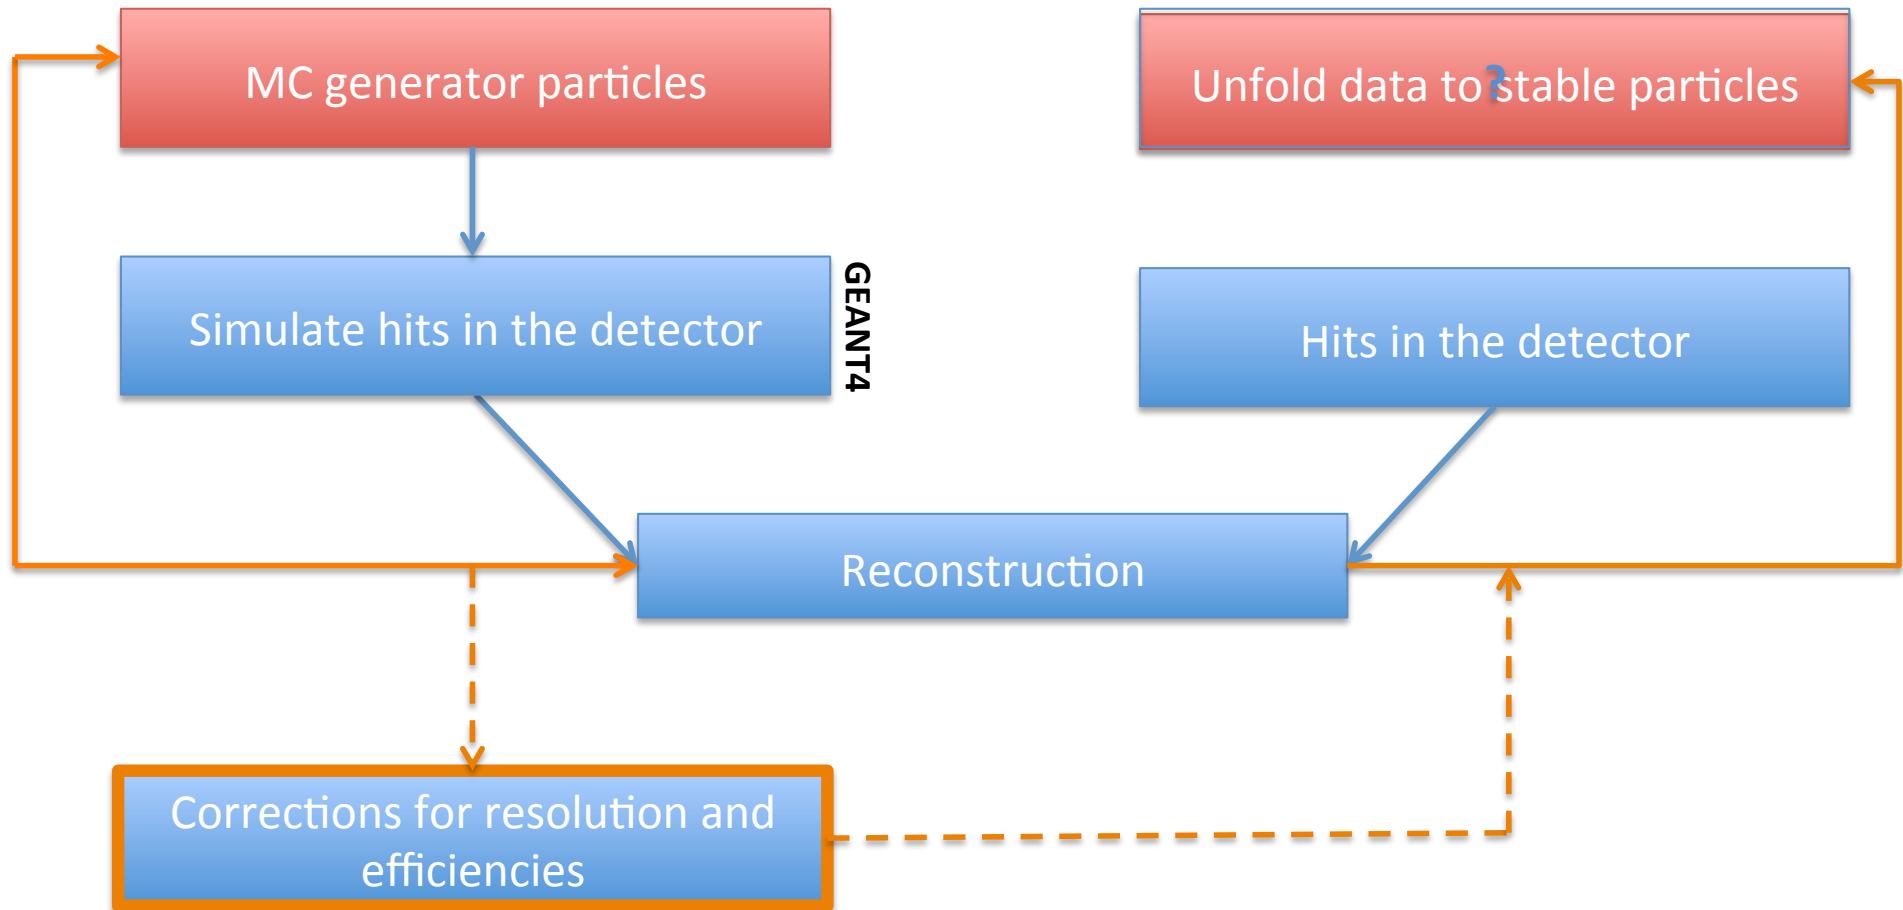 MC generator particles
Unfold data to stable particles
?
Simulate hits in the detector
GEANT4
Hits in the detector
Reconstruction
Corrections for resolution and
efficiencies